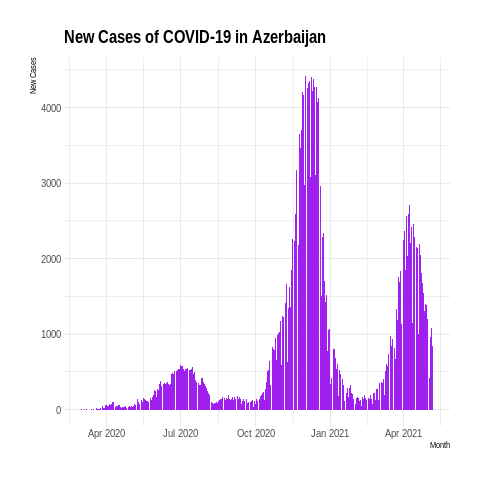 New Cases of COVID-19 in Azerbaijan
New Cases
4000
3000
2000
1000
0
Apr 2020 Jul 2020 Oct 2020 Jan 2021 Apr 2021
Month